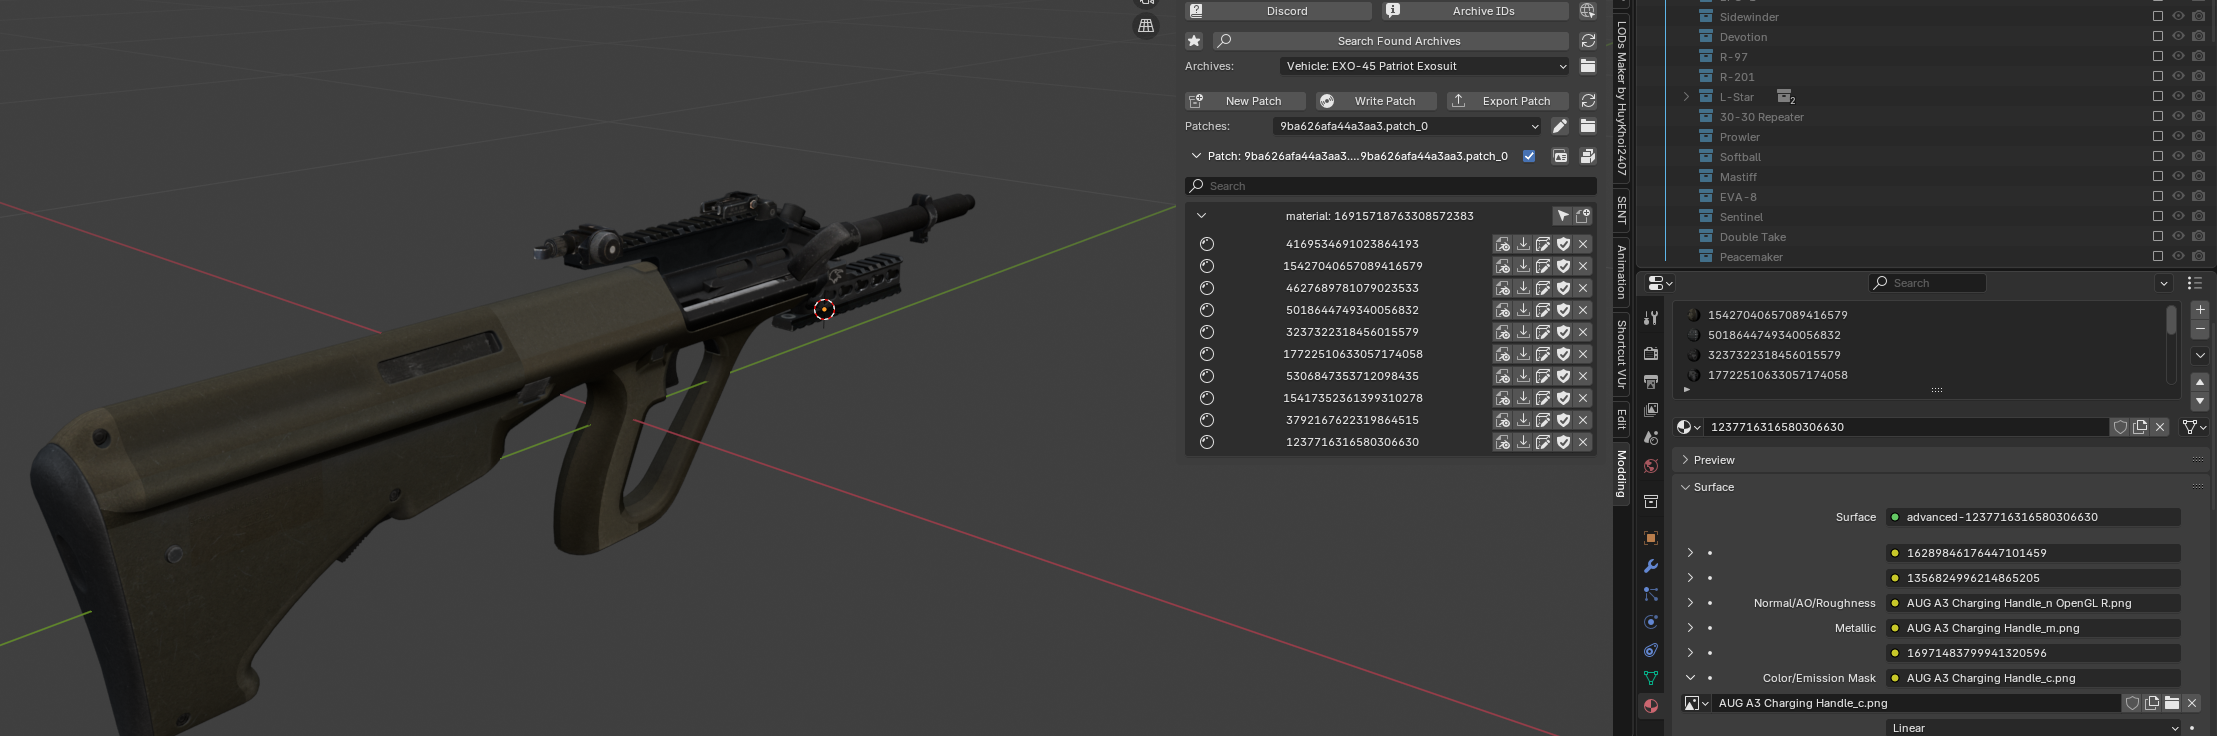 Discord
Archive IDs
Search Found Archives
Archives:
Vehicle: EXO-45 Patriot Exosuit
New Patch
Write Patch
Export Patch
Patches:
9ba626afa44a3aa3.patch_0
Patch: 9ba626afa44a3aa3....9ba626afa44a3aa3.patch_0
Search
material: 16915718763308572383
4169534691023864193
15427040657089416579
4627689781079023533
5018644749340056832
3237322318456015579
17722510633057174058
5306847353712098435
15417352361399310278
3792167622319864515
1237716316580306630
LODs Maker by HuyKhoi2407
SENT
Animation
Shortcut VUr
Edit
Modding
Sidewinder
Devotion
R-97
R-201
L-Star
2
30-30 Repeater
Prowler
Softball
Mastiff
EVA-8
Sentinel
Double Take
Peacemaker
Search
15427040657089416579
5018644749340056832
3237322318456015579
17722510633057174058
1237716316580306630
Preview
Surface
Surface
advanced-1237716316580306630
16289846176447101459
1356824996214865205
Normal/AO/Roughness
AUG A3 Charging Handle_n OpenGL R.png
Metallic
AUG A3 Charging Handle_m.png
16971483799941320596
Color/Emission Mask
AUG A3 Charging Handle_c.png
AUG A3 Charging Handle_c.png
Linear